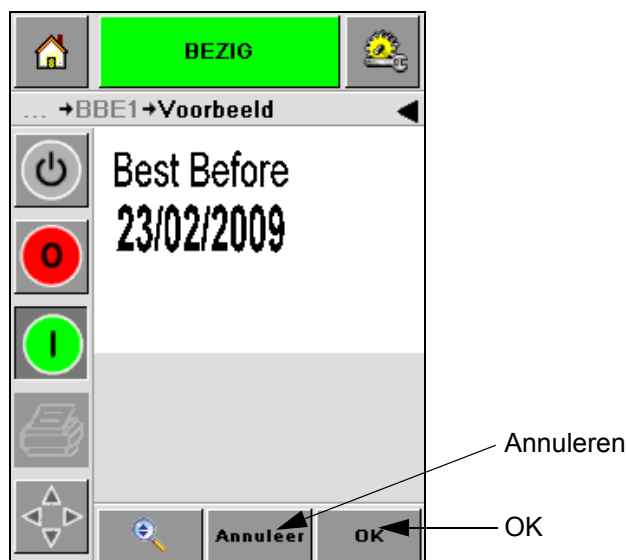 BEZIG
... →BBE1→Voorbeeld
Best Before
23/02/2009
O
I
Annuleren
Annuleer
OK
OK